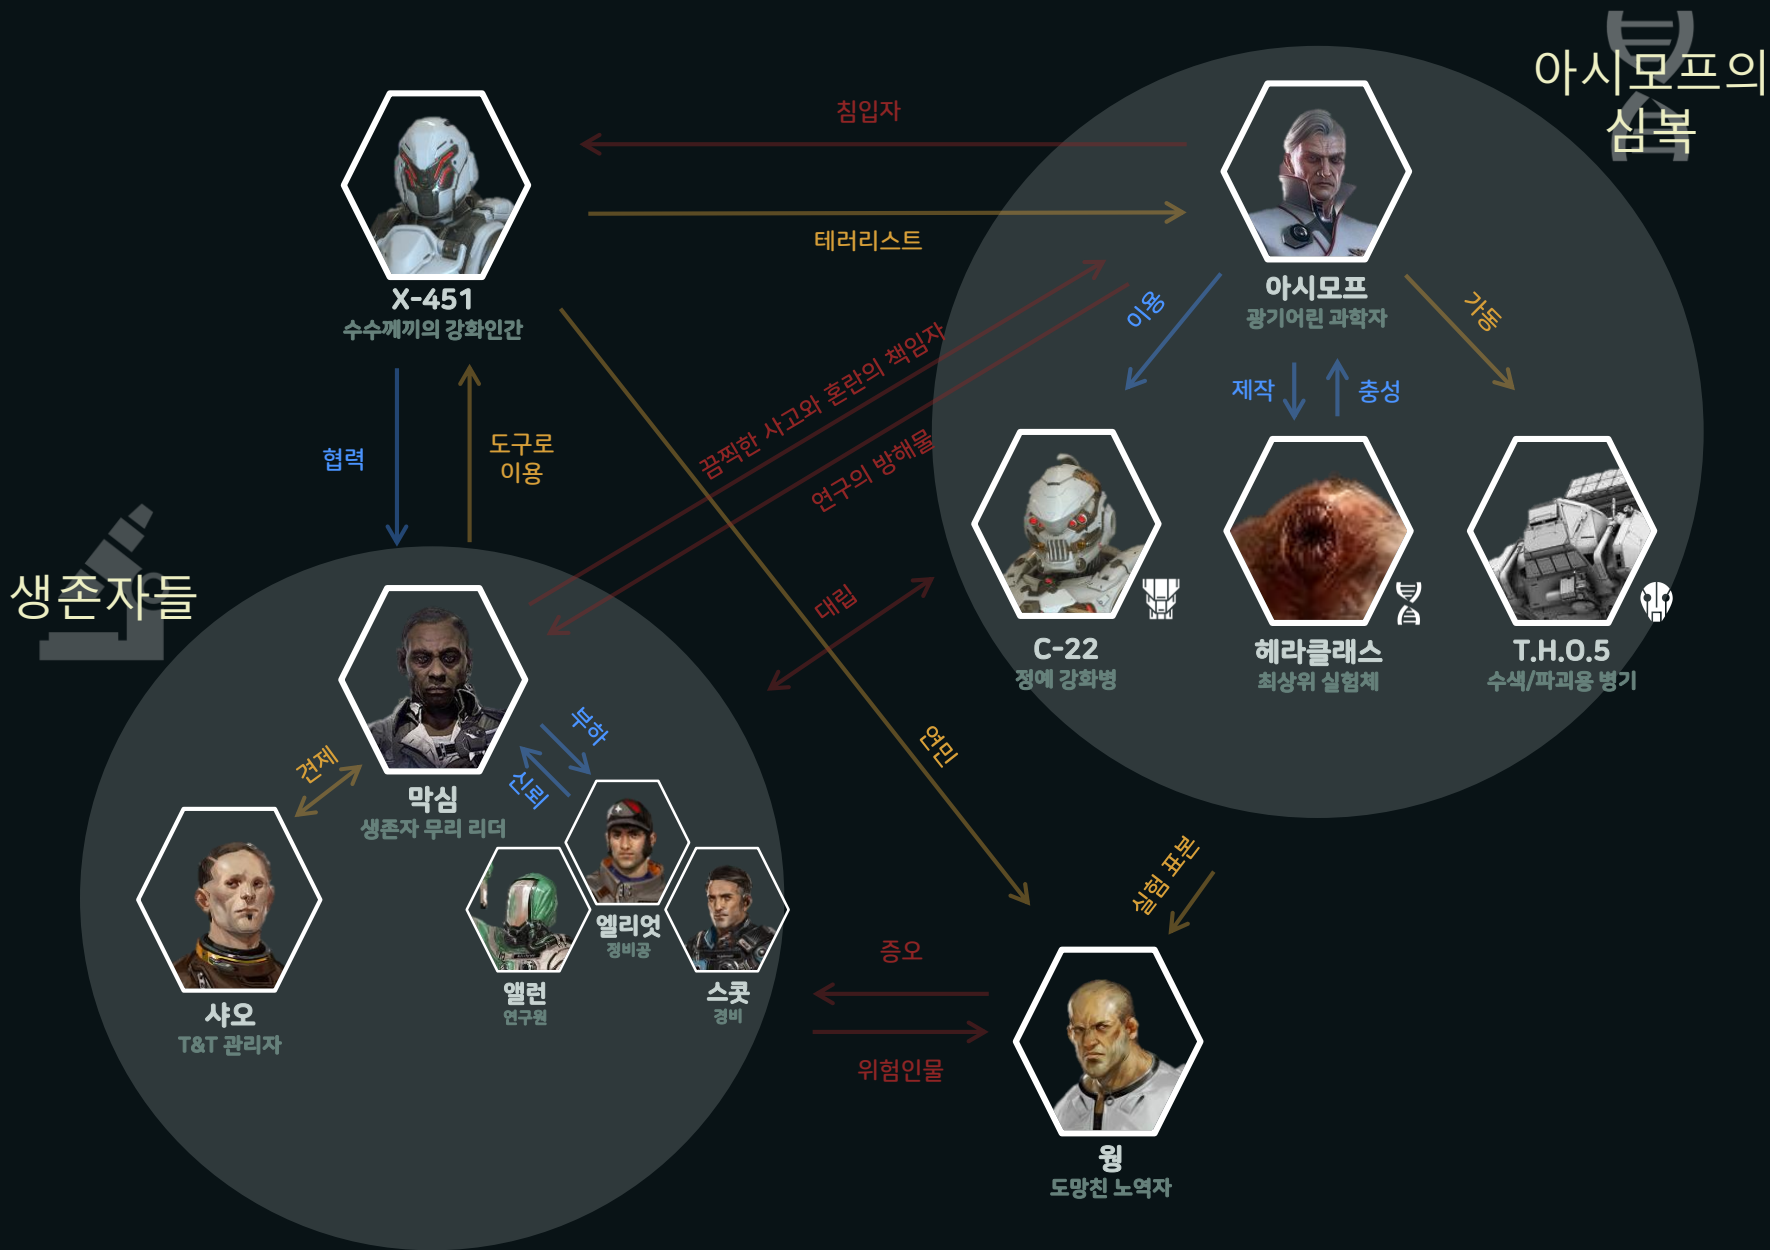 아시모프의
심복
침입자
테러리스트
X-451
수수께끼의 강화인간
아시모프
광기어린 과학자
이용
가동
제작
충성
끔찍한 사고와 혼란의 책임자
연구의 방해물
협력
도구로
이용
생존자들
대립
C-22
정예 강화병
헤라클래스
최상위 실험체
T.H.O.5
수색/파괴용 병기
막심
생존자 무리 리더
견제
부하
신뢰
연민
실험 표본
샤오
T&T 관리자
엘리엇
정비공
앨런
연구원
스콧
경비
증오
위험인물
웡
도망친 노역자